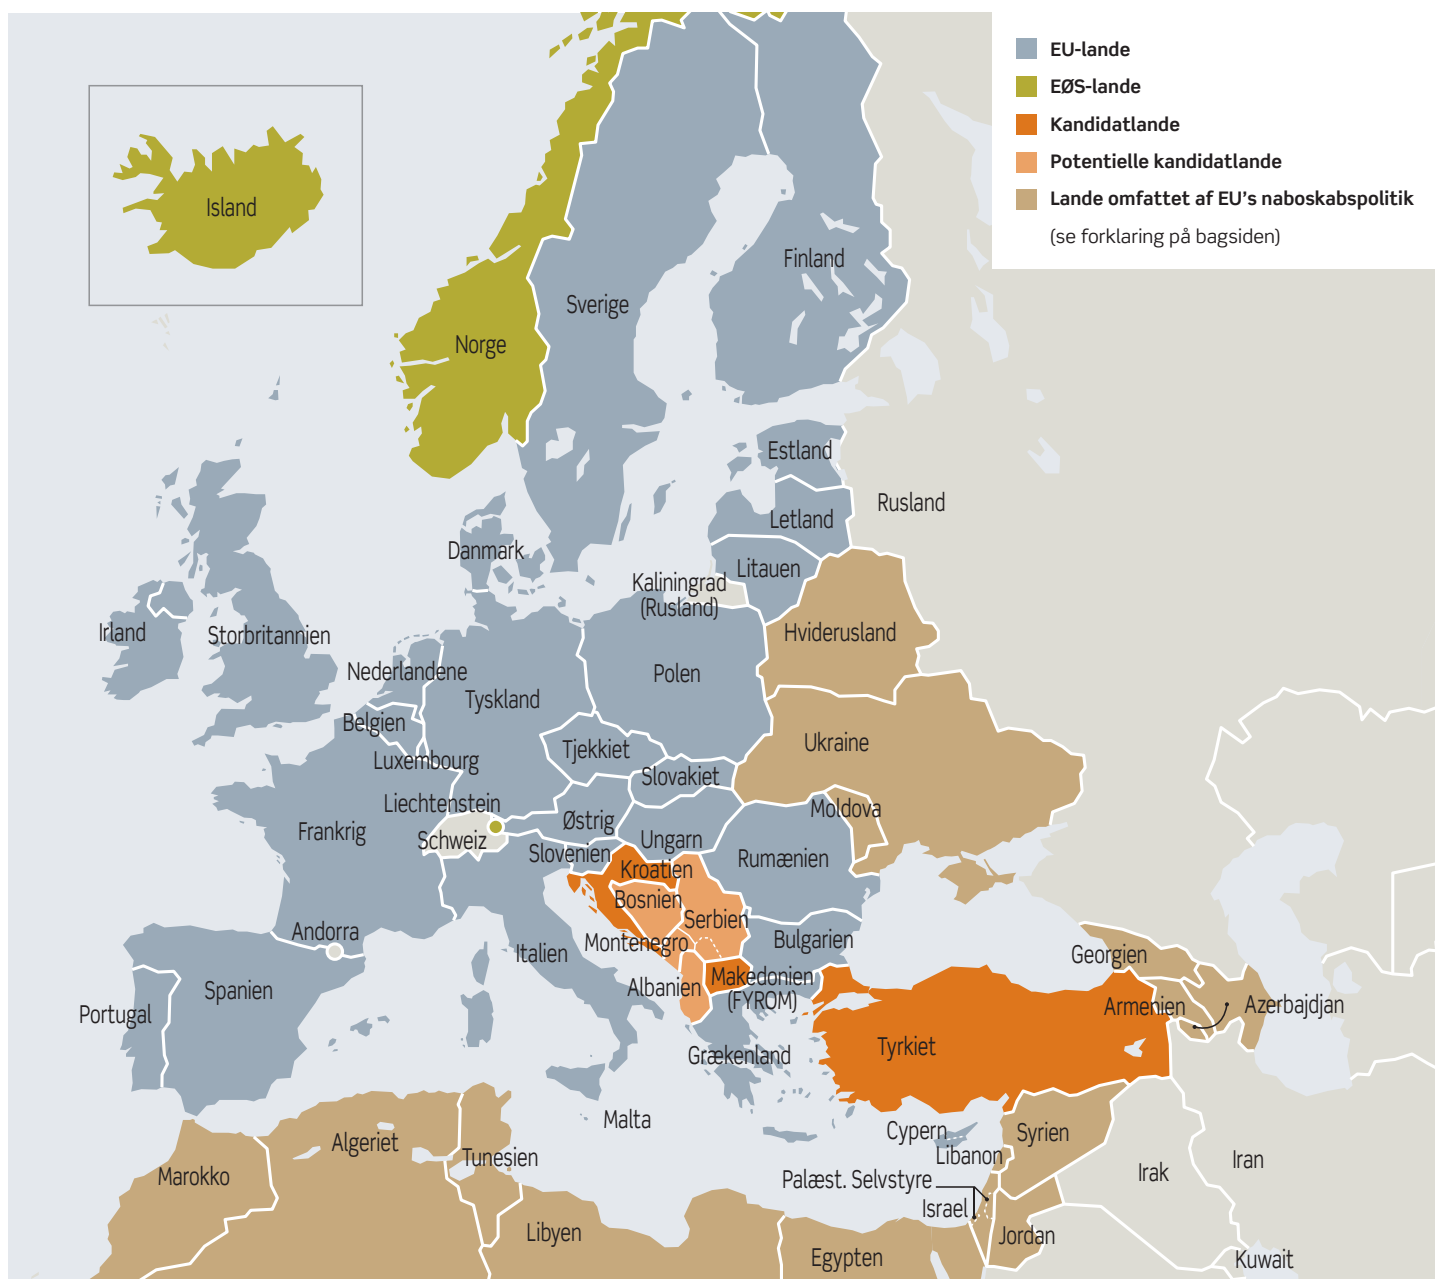 EU-lande
EØS-lande
Kandidatlande
Potentielle kandidatlande
Lande omfattet af EU's naboskabspolitik
(se forklaring på bagsiden)
Island
Finland
Sverige
Norge
Estland
Rusland
Letland
Danmark
Litauen
Kaliningrad
(Rusland)
Irland
Storbritannien
Hviderusland
Nederlandene
Polen
Tyskland
Belgien
Ukraine
Tjekkiet
Luxembourg
Slovakiet
Liechtenstein
Moldova
Østrig
Frankrig
Schweiz
Ungarn
Slovenien
Rumænien
Kroatien
Bosnien
Serbien
Andorra
Bulgarien
Montenegro
Italien
Georgien
Makedonien
(FYROM)
Albanien
Spanien
Armenien
Azerbajdjan
Portugal
Tyrkiet
Grækenland
Malta
Cypern
Syrien
Algeriet
Libanon
Tunesien
Iran
Marokko
Irak
Palæst. Selvstyre
Israel
Libyen
Jordan
Egypten
Kuwait